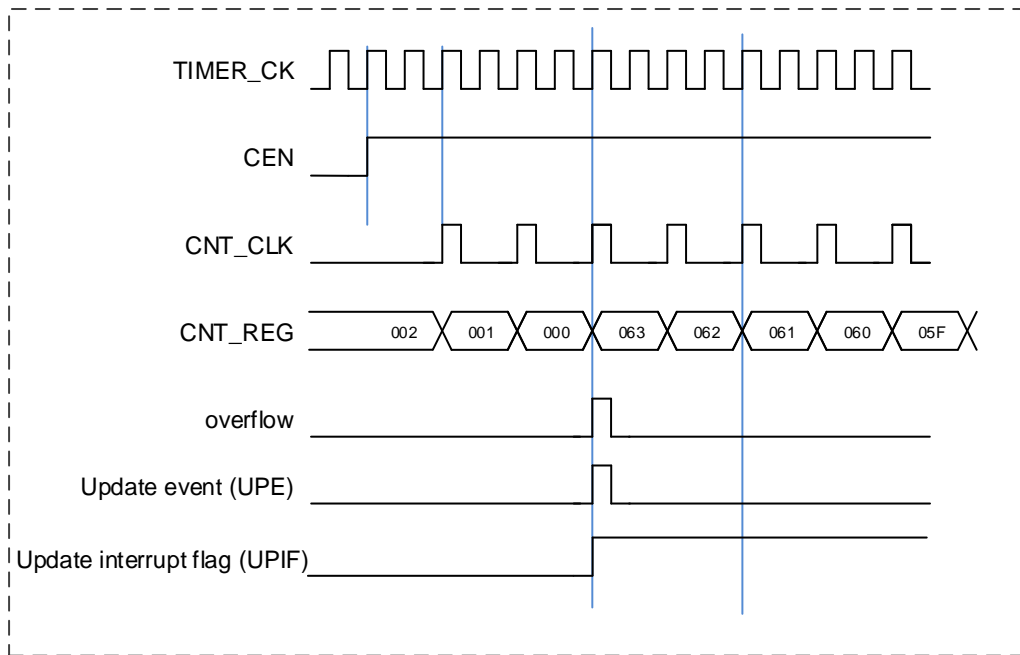 TIMER_CK
CEN
CNT_CLK
CNT_REG 002 001 000 063 062 061 060 05F
overflow
Update event (UPE)
Update interrupt flag (UPIF)